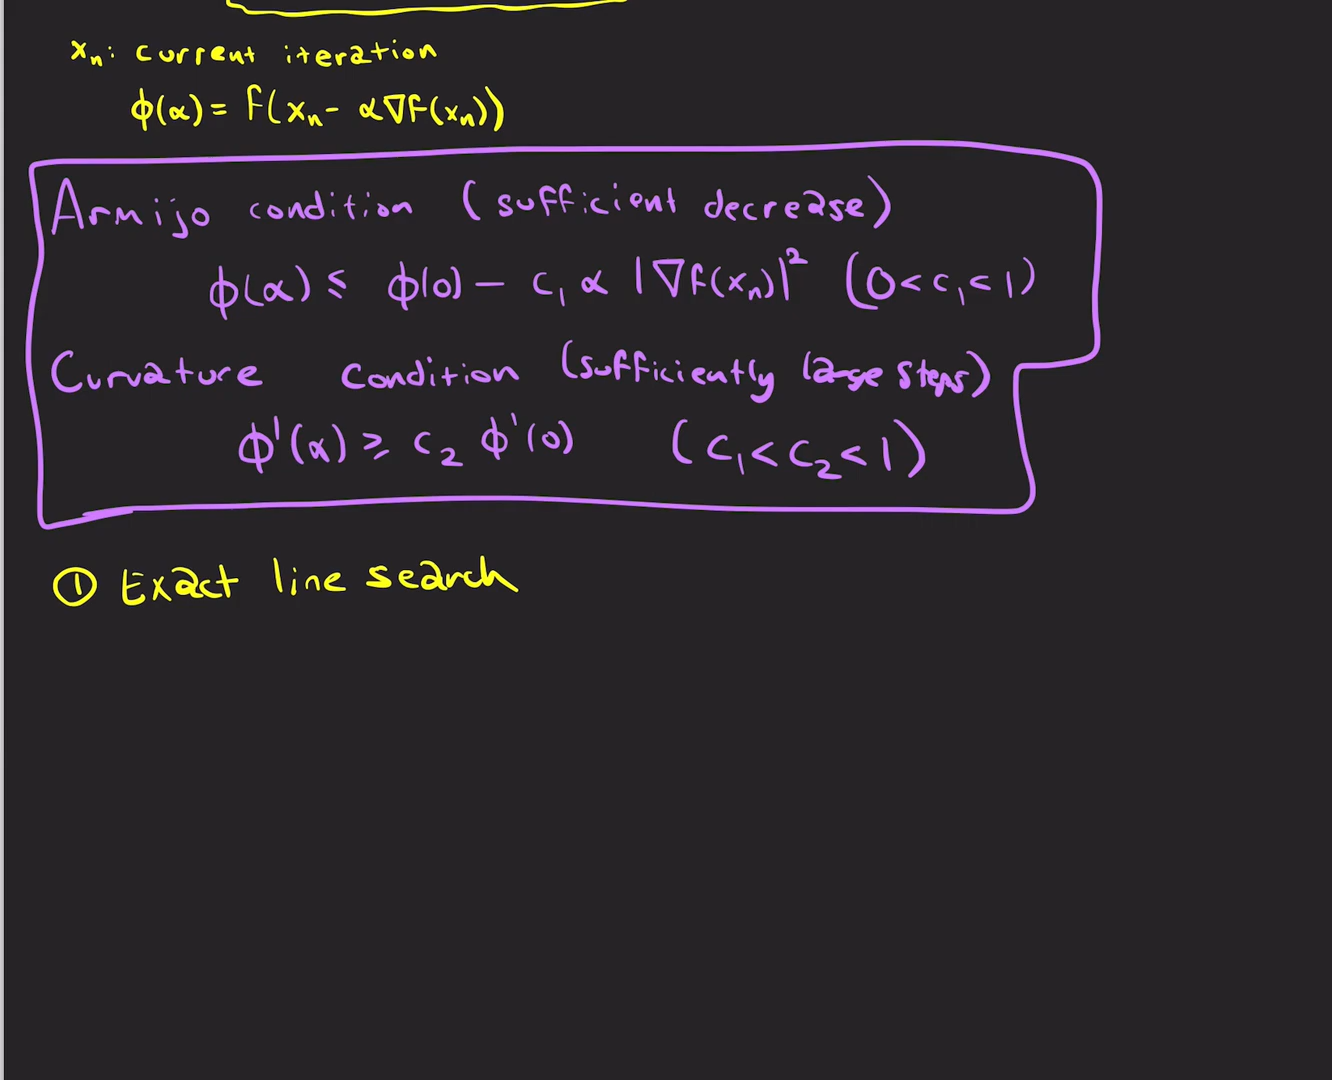 xₙ: current iteration
ϕ(α) = f(xₙ - α∇f(xₙ))
Armijo condition (sufficient decrease)
ϕ(α) ≤ ϕ(0) - c₁ α |∇f(xₙ)|² (0 < c₁ < 1)
Curvature condition (sufficiently large steps)
ϕ'(α) ≥ c₂ ϕ'(0) (c₁ < c₂ < 1)
① Exact line search